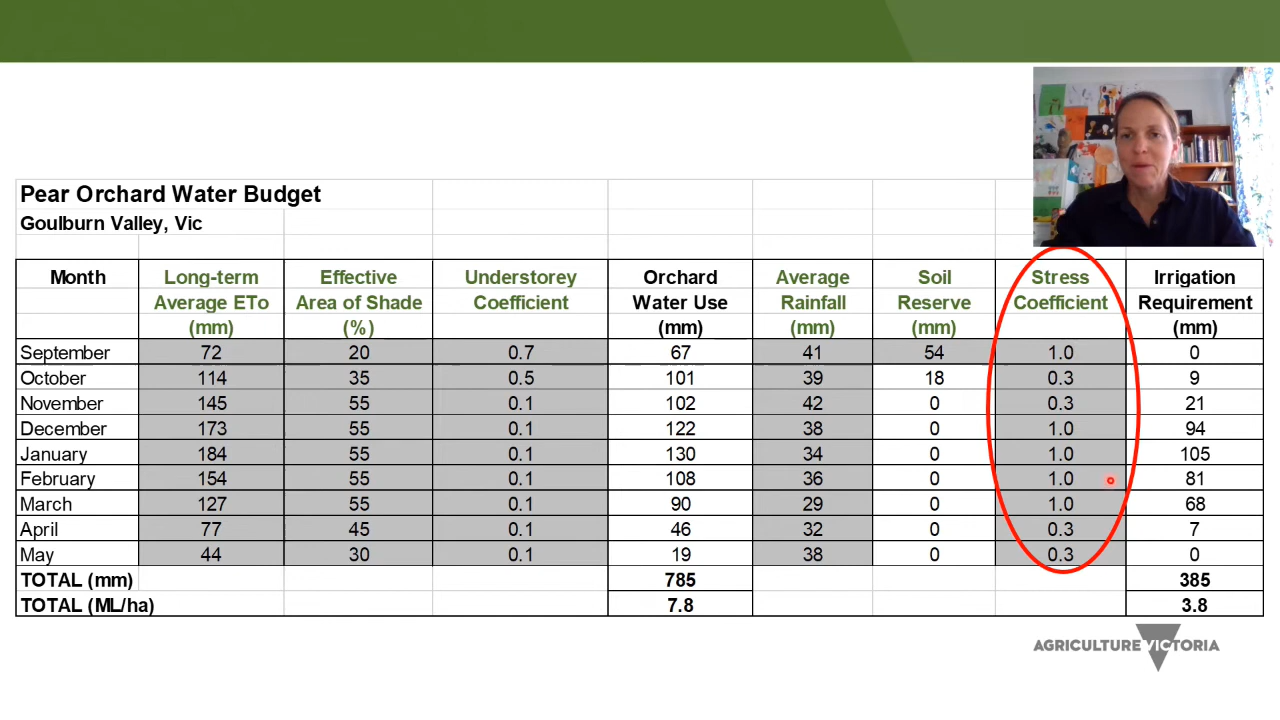 Pear Orchard Water Budget
Goulburn Valley, Vic
Month Long-term Effective Understorey Orchard Average Soil Stress Irrigation
Average ETo Area of Shade Coefficient Water Use Rainfall Reserve Coefficient Requirement
(mm) (%) (mm) (mm) (mm) (mm)
September 72 20 0.7 67 41 54 1.0 0
October 114 35 0.5 101 39 18 0.3 9
November 145 55 0.1 102 42 0 0.3 21
December 173 55 0.1 122 38 0 1.0 94
January 184 55 0.1 130 34 0 1.0 105
February 154 55 0.1 108 36 0 1.0 81
March 127 55 0.1 90 29 0 1.0 68
April 77 45 0.1 46 32 0 0.3 7
May 44 30 0.1 19 38 0 0.3 0
TOTAL (mm) 785 385
TOTAL (ML/ha) 7.8 3.8
AGRICULTURE VICTORIA